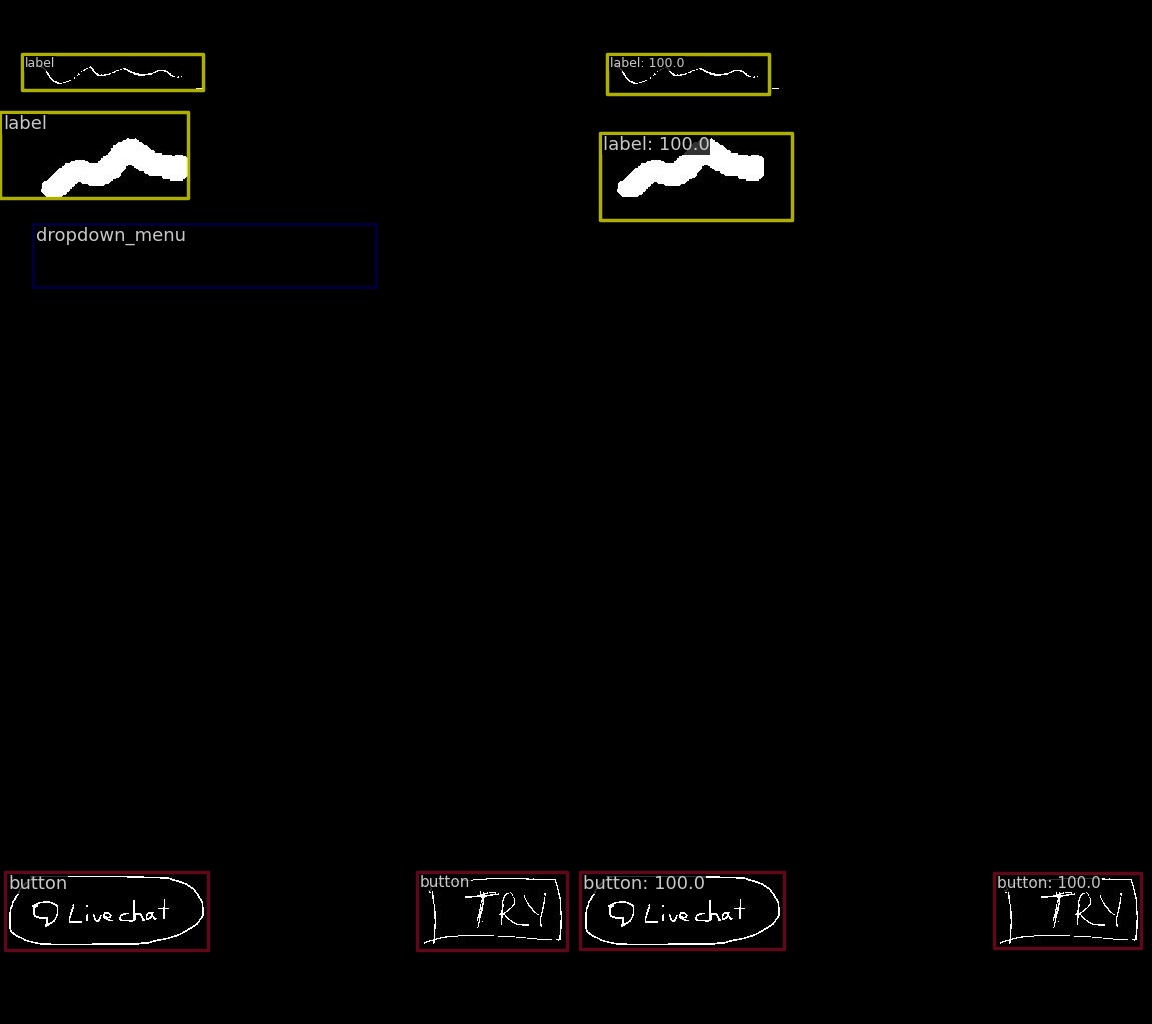 label
label: 100.0
label
label: 100.0
dropdown_menu
button
button
button: 100.0
button: 100.0
Live chat
TRY
Live chat
TRY